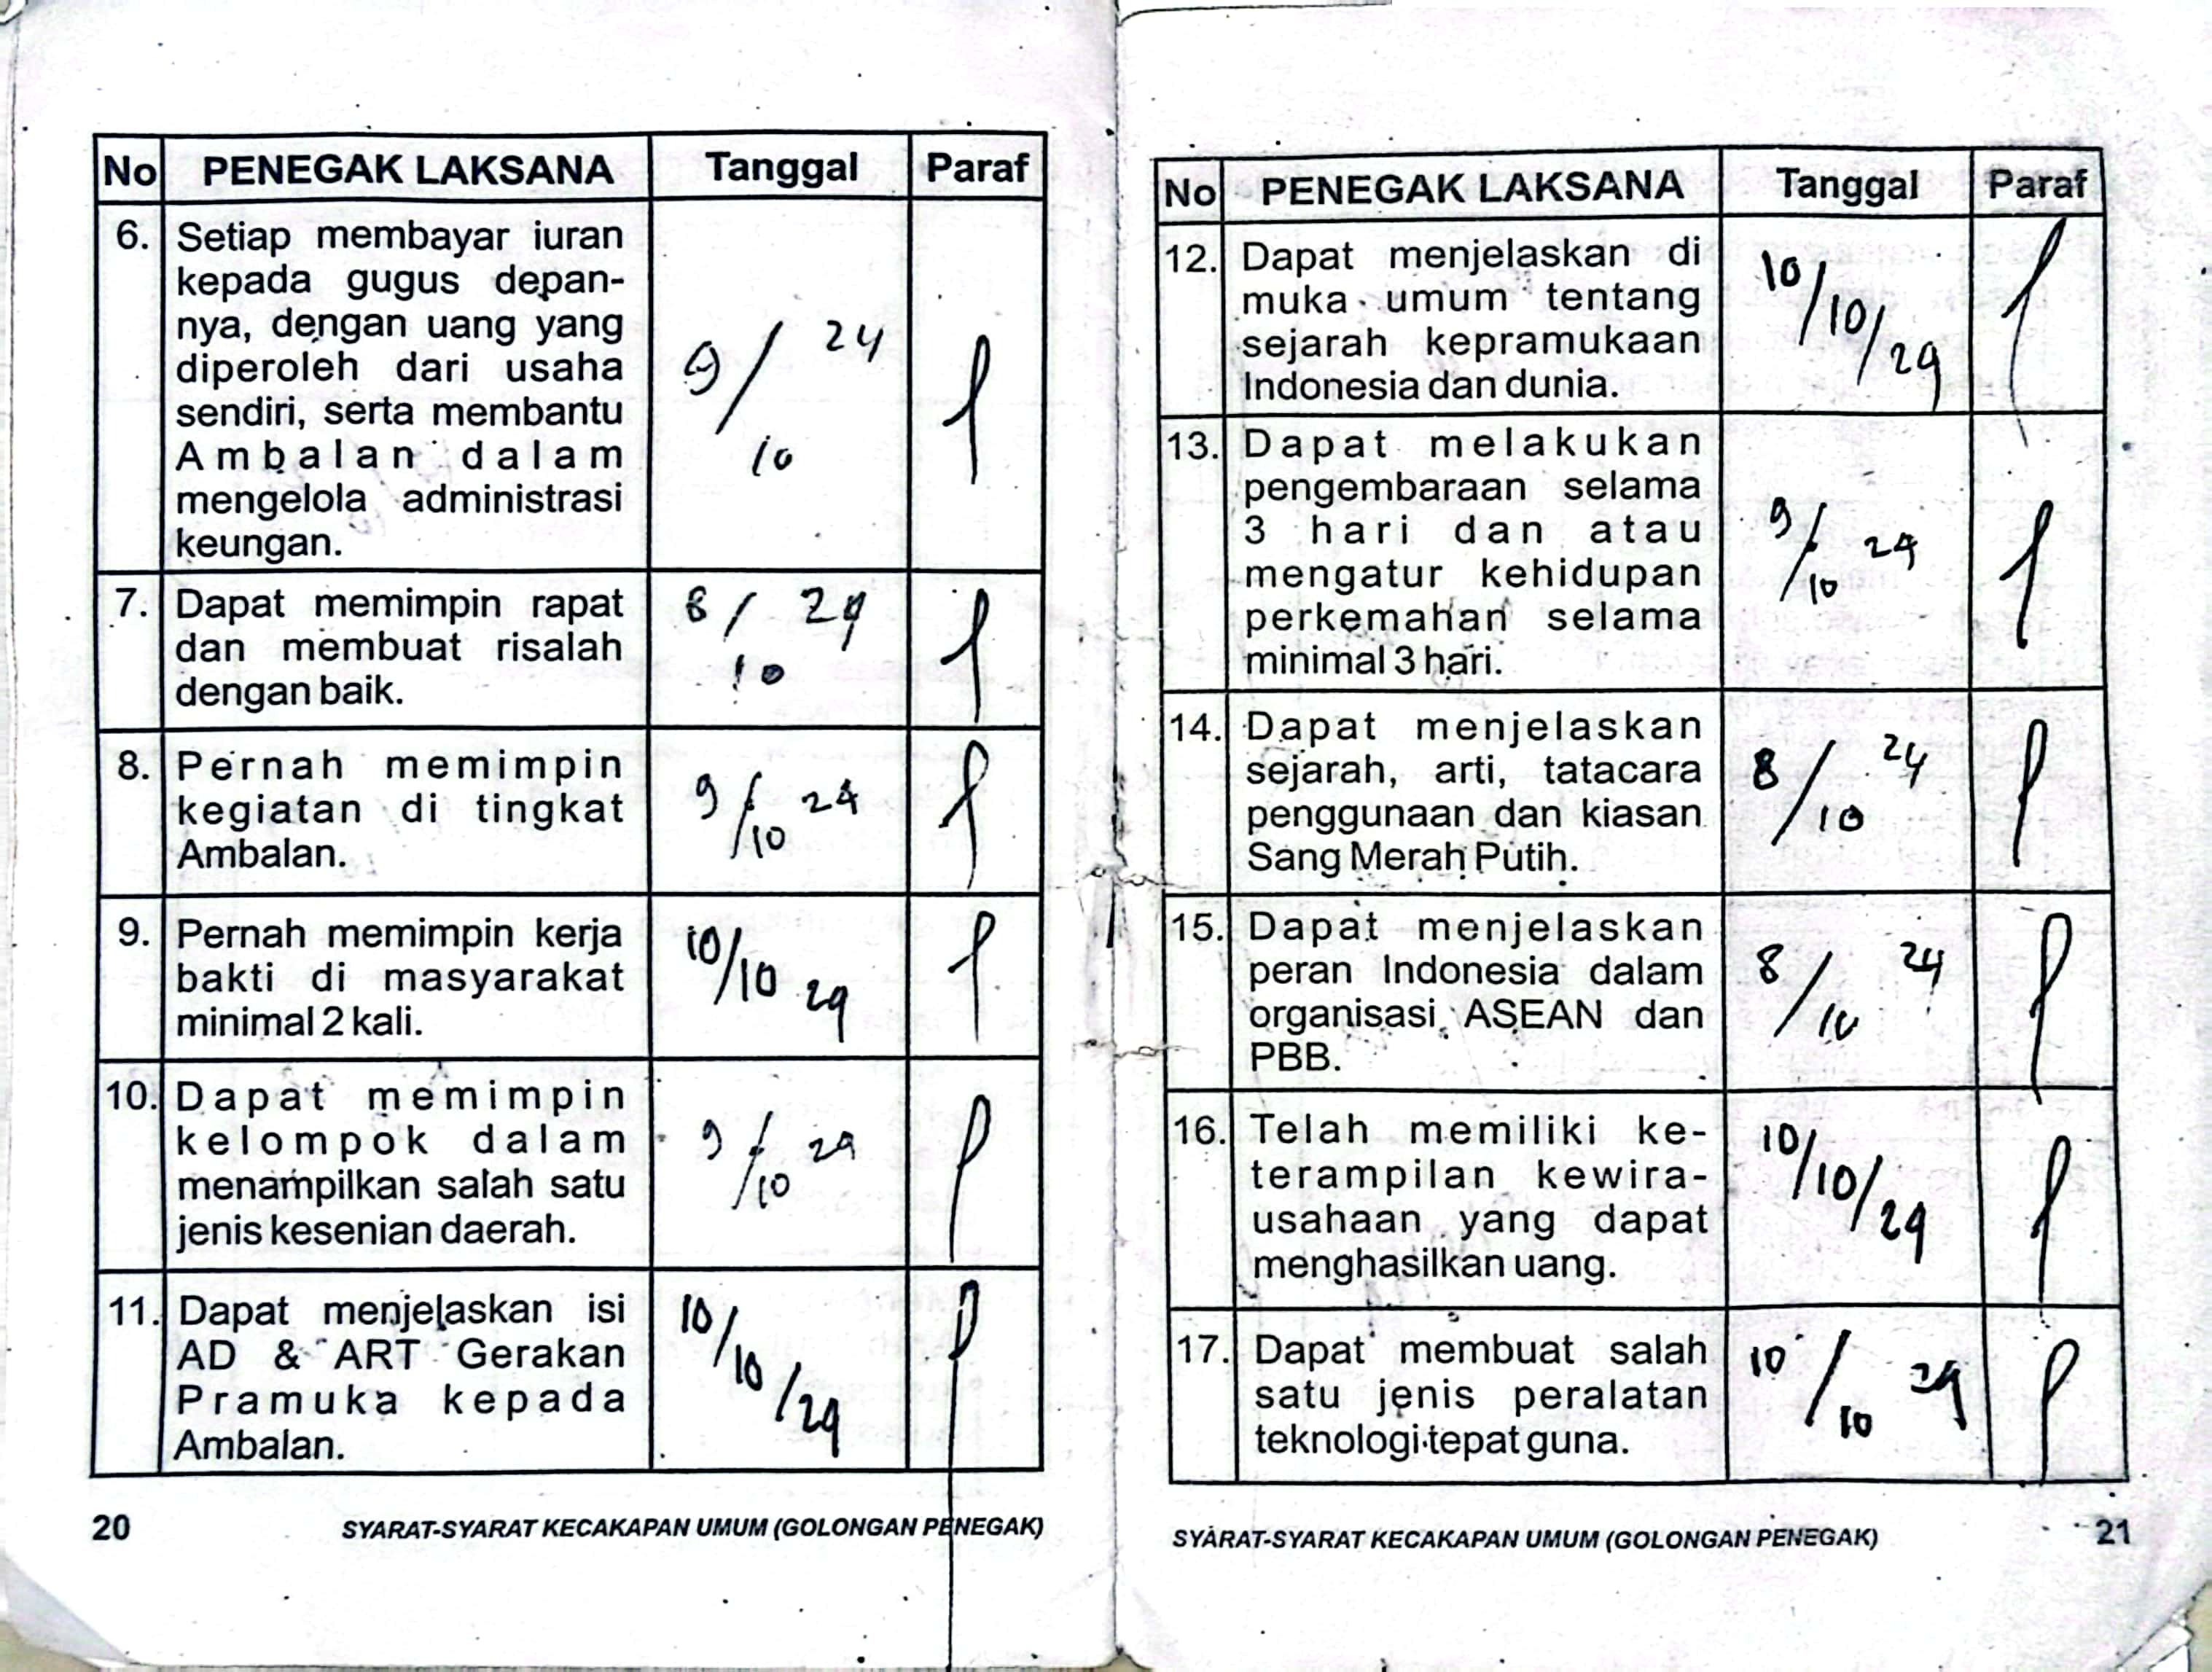 No PENEGAK LAKSANA Tanggal Paraf
6. Setiap membayar iuran
kepada gugus depan-
nya, dengan uang yang
diperoleh dari usaha
sendiri, serta membantu
Ambalan dalam
mengelola administrasi
keungan.
9/10 24
7. Dapat memimpin rapat
dan membuat risalah
dengan baik.
8/10 24
8. Pernah memimpin
kegiatan di tingkat
Ambalan.
9/10 24
9. Pernah memimpin kerja
bakti di masyarakat
minimal 2 kali.
10/10 24
10. Dapat memimpin
kelompok dalam
menampilkan salah satu
jenis kesenian daerah.
9/10 24
11. Dapat menjelaskan isi
AD & ART Gerakan
Pramuka kepada
Ambalan.
10/10/24
20 SYARAT-SYARAT KECAKAPAN UMUM (GOLONGAN PENEGAK)
No PENEGAK LAKSANA Tanggal Paraf
12. Dapat menjelaskan di
muka umum tentang
sejarah kepramukaan
Indonesia dan dunia.
10/10/24
13. Dapat melakukan
pengembaraan selama
3 hari dan atau
mengatur kehidupan
perkemahan selama
minimal 3 hari.
9/10 24
14. Dapat menjelaskan
sejarah, arti, tatacara
penggunaan dan kiasan
Sang Merah Putih.
8/10 24
15. Dapat menjelaskan
peran Indonesia dalam
organisasi ASEAN dan
PBB.
8/10 24
16. Telah memiliki ke-
terampilan kewira-
usahaan yang dapat
menghasilkan uang.
10/10/24
17. Dapat membuat salah
satu jenis peralatan
teknologi tepat guna.
10/10 24
SYARAT-SYARAT KECAKAPAN UMUM (GOLONGAN PENEGAK) 21